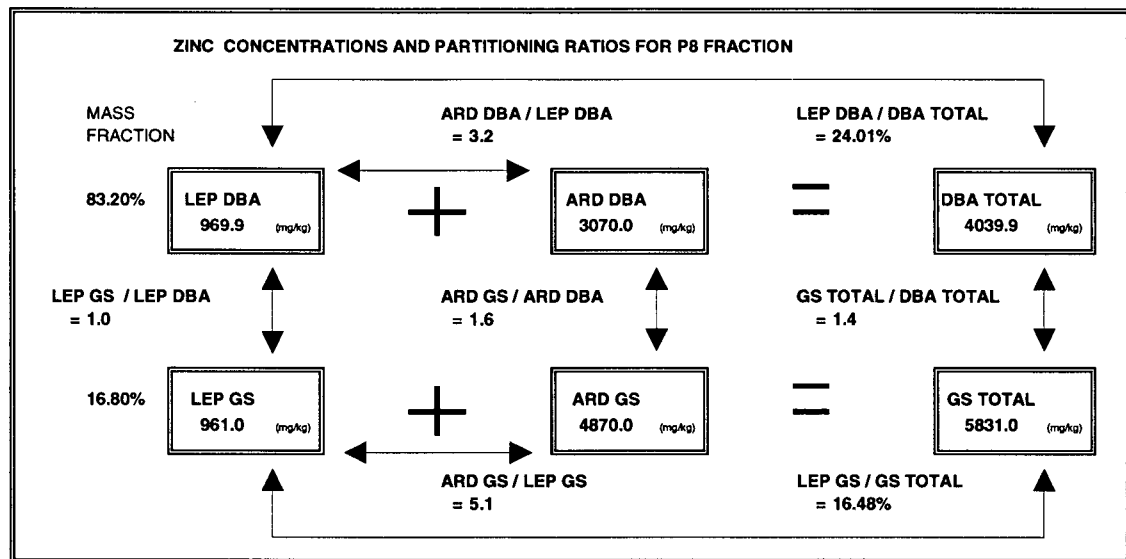 ZINC CONCENTRATIONS AND PARTITIONING RATIOS FOR P8 FRACTION
MASS
FRACTION
ARD DBA / LEP DBA
= 3.2
LEP DBA / DBA TOTAL
= 24.01%
83.20%
LEP DBA
969.9 (mg/kg)
+
ARD DBA
3070.0 (mg/kg)
=
DBA TOTAL
4039.9 (mg/kg)
LEP GS / LEP DBA
= 1.0
ARD GS / ARD DBA
= 1.6
GS TOTAL / DBA TOTAL
= 1.4
16.80%
LEP GS
961.0 (mg/kg)
+
ARD GS
4870.0 (mg/kg)
=
GS TOTAL
5831.0 (mg/kg)
ARD GS / LEP GS
= 5.1
LEP GS / GS TOTAL
= 16.48%